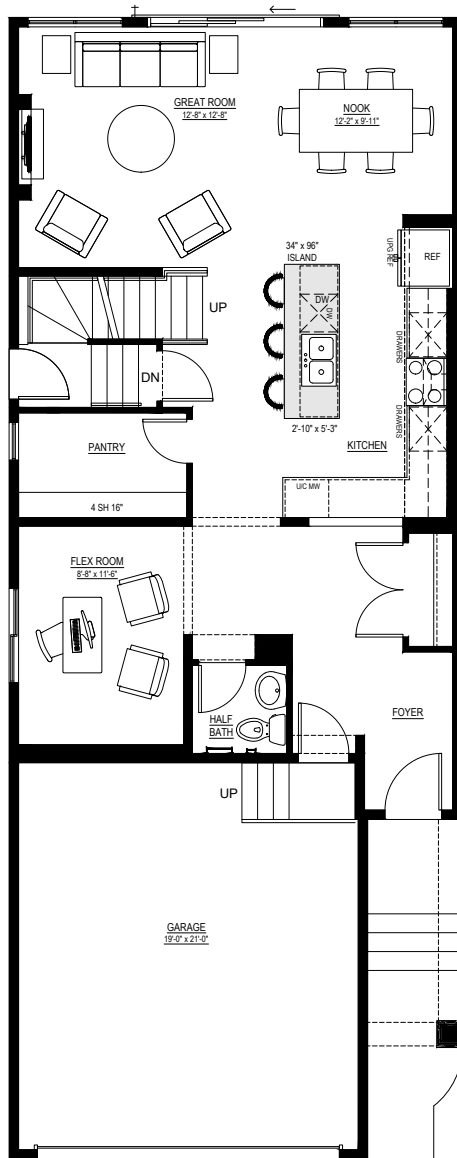 GREAT ROOM
12'-8" x 12'-8"
NOOK
12'-2" x 9'-11"
34" x 96"
ISLAND
UPG REF
REF
UP
DW
DW
DRAWERS
DN
DRAWERS
2'-10" x 5'-3"
PANTRY
KITCHEN
U/C MW
4 SH 16"
FLEX ROOM
8'-8" x 11'-6"
FOYER
HALF
BATH
UP
GARAGE
19'-0" x 21'-0"